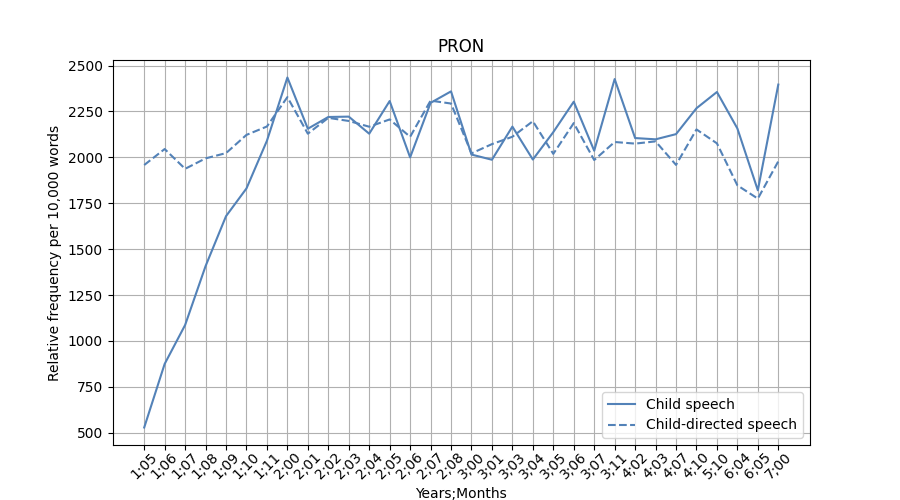 PRON
2500
2250
2000
1750
1500
1250
1000
750
500
Relative frequency per 10,000 words
Child speech
Child-directed speech
1;05 1;06 1;07 1;08 1;09 1;10 1;11 2;00 2;01 2;02 2;03 2;04 2;05 2;06 2;07 2;08 3;00 3;01 3;03 3;04 3;05 3;06 3;07 3;11 4;02 4;03 4;07 4;10 5;10 6;04 6;05 7;00
Years;Months